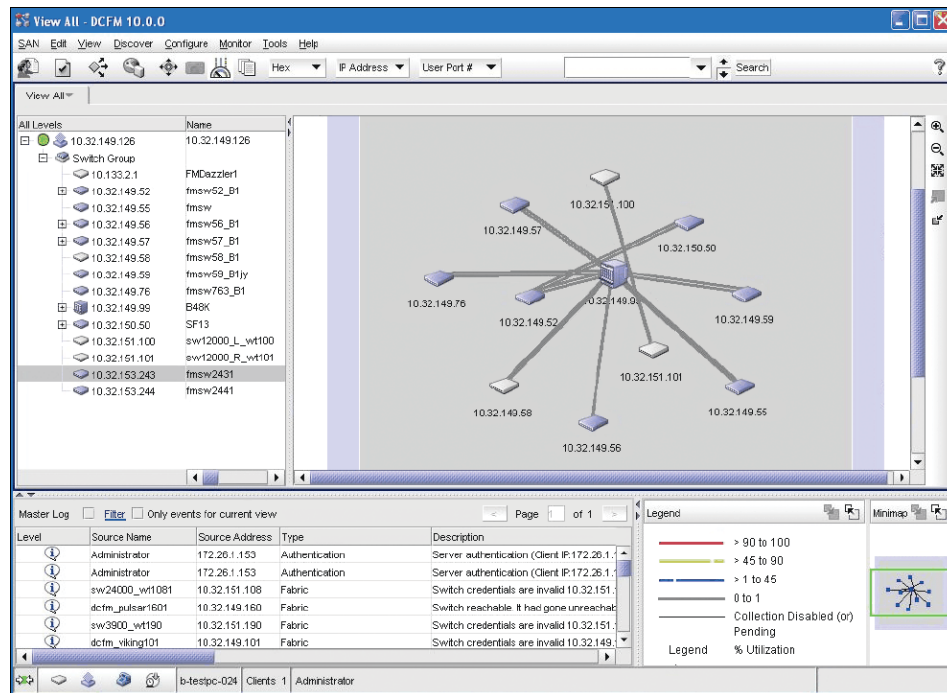 View All - DCFM 10.0.0
SAN Edit View Discover Configure Monitor Tools Help
Hex IP Address User Port # Search
View All
All Levels Name
10.32.149.126 10.32.149.126
Switch Group
10.133.2.1 FMDazzler1
10.32.149.52 fmsw52_B1
10.32.149.55 fmsw
10.32.149.56 fmsw56_B1
10.32.149.57 fmsw57_B1
10.32.149.58 fmsw58_B1
10.32.149.59 fmsw59_B1jy
10.32.149.76 fmsw763_B1
10.32.149.99 B48K
10.32.150.50 SF13
10.32.151.100 sw12000_L_wt100
10.32.151.101 sw12000_R_wt101
10.32.153.243 fmsw2431
10.32.153.244 fmsw2441
10.32.151.100
10.32.149.57
10.32.150.50
10.32.149.76
10.32.149.9
10.32.149.52
10.32.149.59
10.32.151.101
10.32.149.58
10.32.149.55
10.32.149.56
Master Log Filter Only events for current view < Page 1 of 1 >
Level Source Name Source Address Type Description
Administrator 172.26.1.153 Authentication Server authentication (Client IP:172.26.1.
Administrator 172.26.1.153 Authentication Server authentication (Client IP:172.26.1.
sw24000_wt1081 10.32.151.108 Fabric Switch credentials are invalid 10.32.151.
dcfm_pulsar1601 10.32.149.160 Fabric Switch reachable. It had gone unreachab
sw3900_wt190 10.32.151.190 Fabric Switch credentials are invalid 10.32.151.
dcfm_viking101 10.32.149.101 Fabric Switch credentials are invalid 10.32.149.
Legend
> 90 to 100
> 45 to 90
> 1 to 45
0 to 1
Collection Disabled (or)
Pending
Legend % Utilization
Minimap
b-testpc-024 Clients 1 Administrator